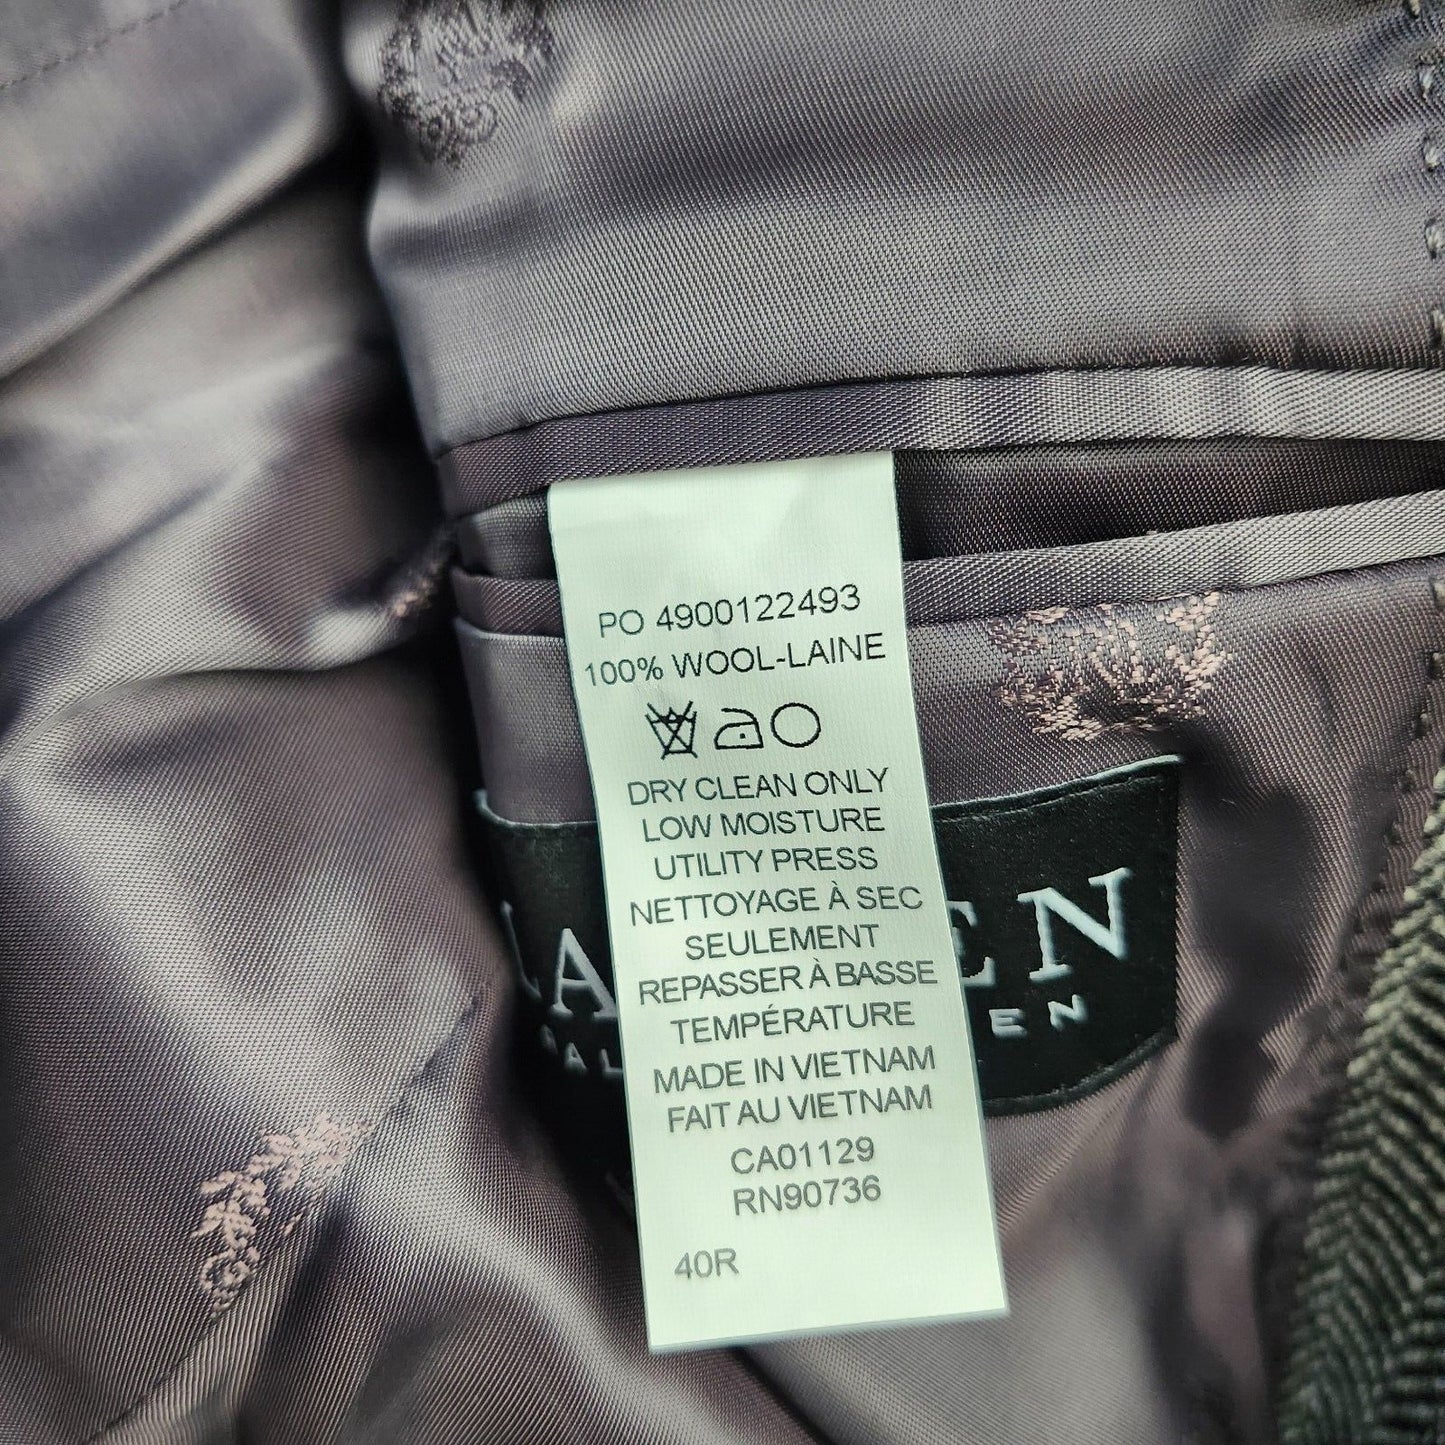 PO 4900122493
100% WOOL-LAINE
DRY CLEAN ONLY
LOW MOISTURE
UTILITY PRESS
NETTOYAGE À SEC
SEULEMENT
REPASSER À BASSE
TEMPÉRATURE
MADE IN VIETNAM
FAIT AU VIETNAM
CA01129
RN90736
40R